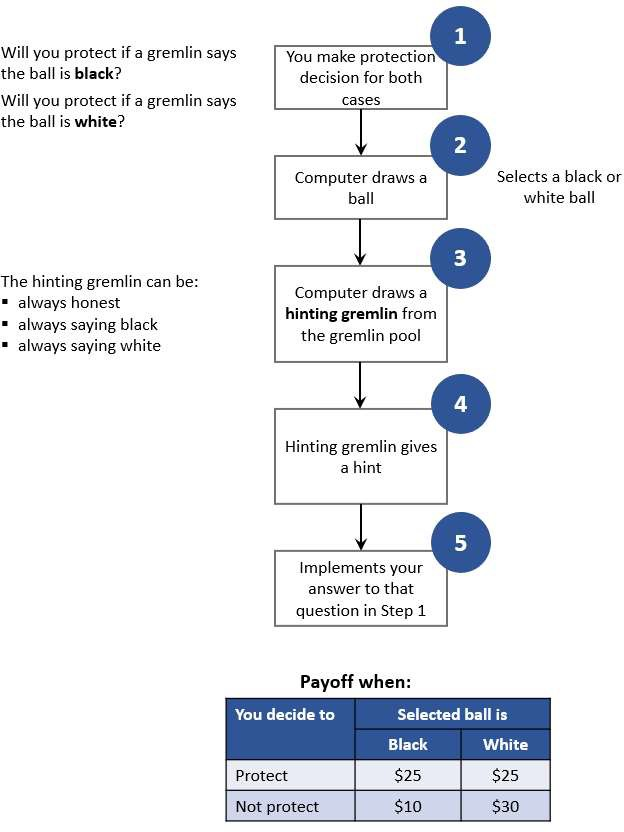 1
Will you protect if a gremlin says
the ball is black?
Will you protect if a gremlin says
the ball is white?
You make protection
decision for both
cases
2
Computer draws a
ball
Selects a black or
white ball
3
The hinting gremlin can be:
▪ always honest
▪ always saying black
▪ always saying white
Computer draws a
hinting gremlin from
the gremlin pool
4
Hinting gremlin gives
a hint
5
Implements your
answer to that
question in Step 1
Payoff when:
You decide to Selected ball is
Black White
Protect $25 $25
Not protect $10 $30